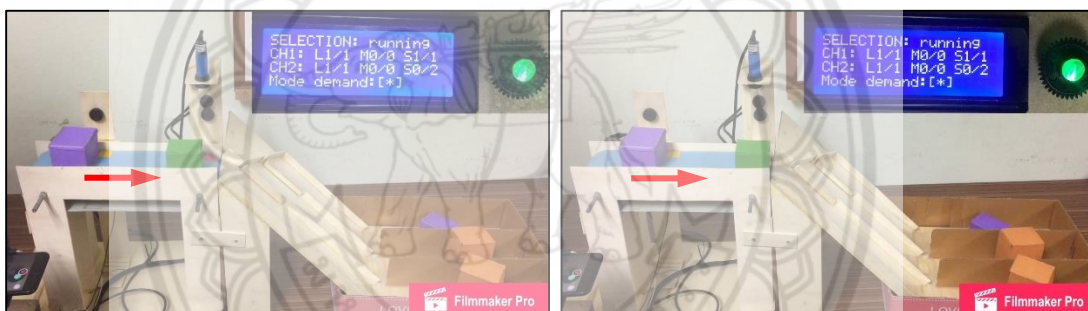 SELECTION: running
CH1: L1/1 M0/0 S1/1
CH2: L1/1 M0/0 S0/2
Mode demand:[*]
Filmmaker Pro
SELECTION: running
CH1: L1/1 M0/0 S1/1
CH2: L1/1 M0/0 S0/2
Mode demand:[*]
Filmmaker Pro